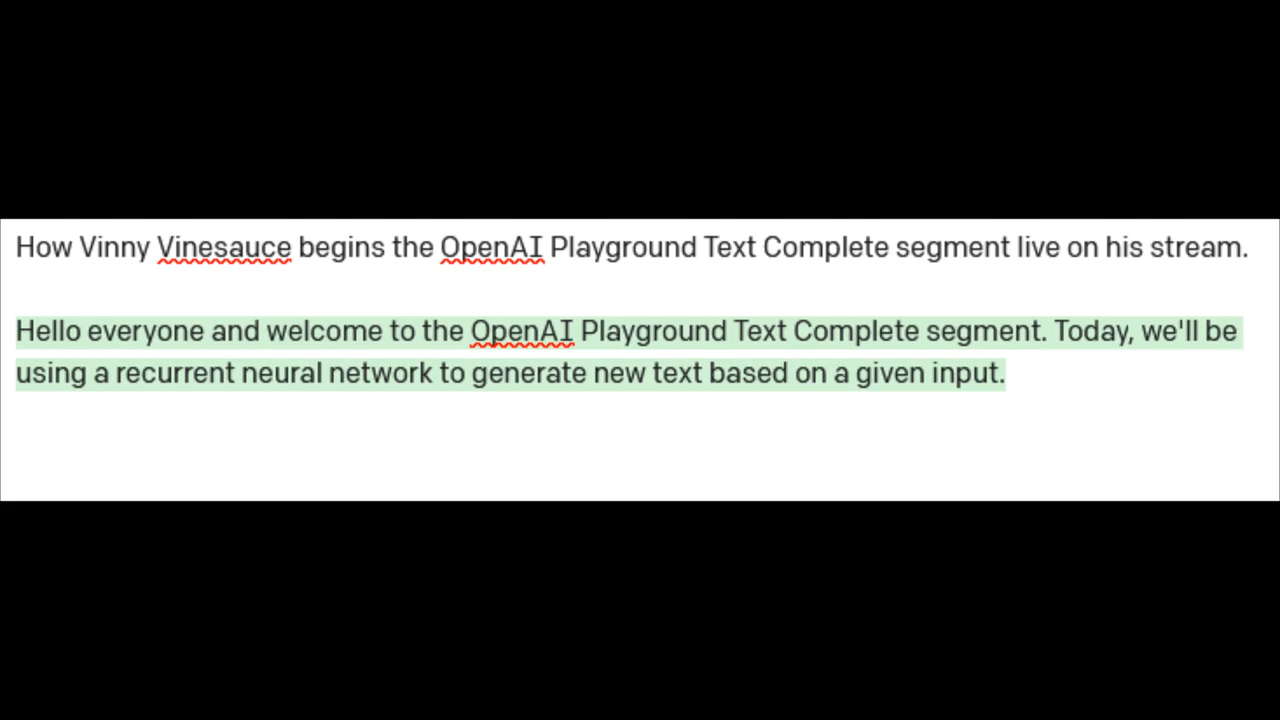 How Vinny Vinesauce begins the OpenAI Playground Text Complete segment live on his stream.
Hello everyone and welcome to the OpenAI Playground Text Complete segment. Today, we'll be
using a recurrent neural network to generate new text based on a given input.